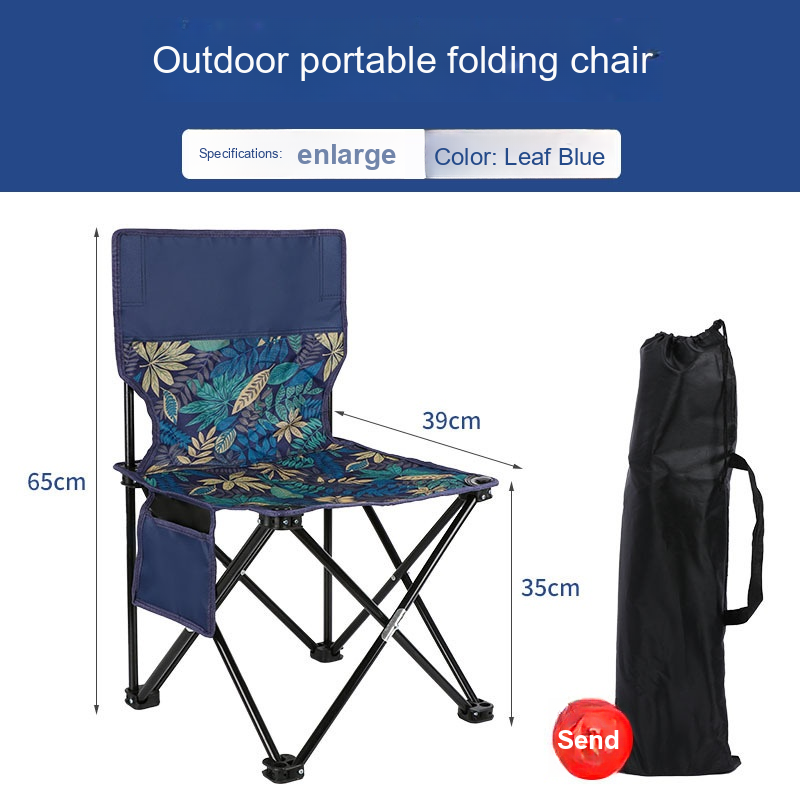 Outdoor portable folding chair
Specifications: enlarge Color: Leaf Blue
39cm
65cm
35cm
Send